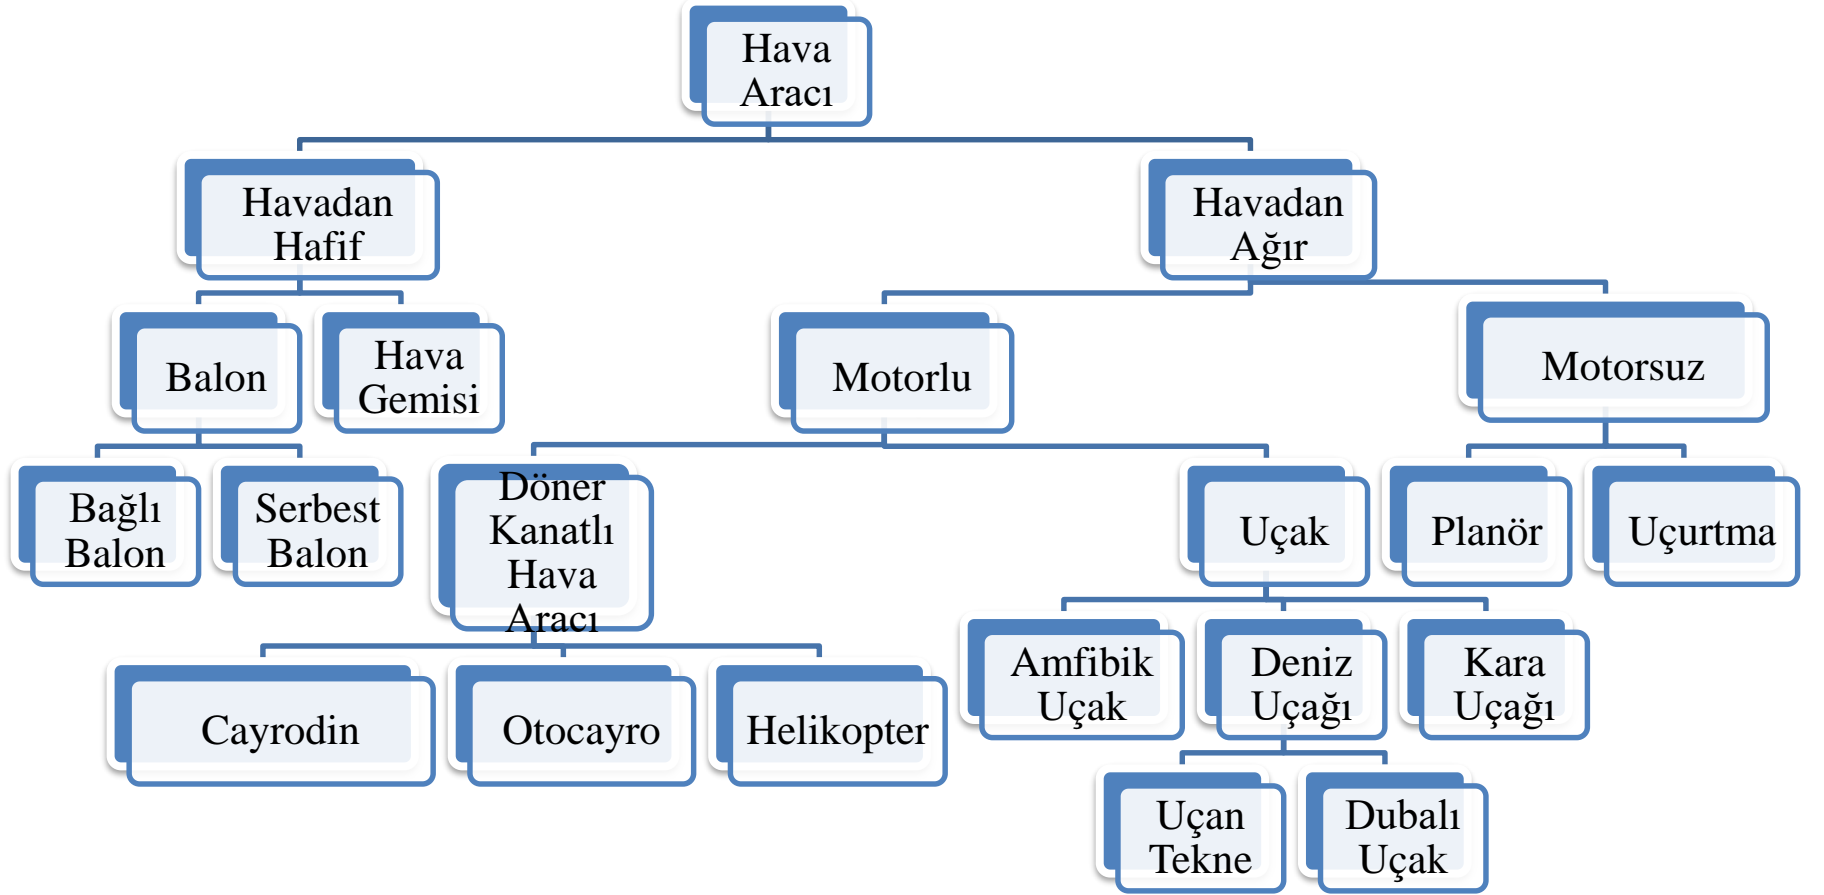 Hava
Aracı
Havadan
Hafif
Havadan
Ağır
Balon
Hava
Gemisi
Motorlu
Motorsuz
Bağlı
Balon
Serbest
Balon
Döner
Kanatlı
Hava
Aracı
Uçak
Planör
Uçurtma
Cayrodin
Otocayro
Helikopter
Amfibik
Uçak
Deniz
Uçağı
Kara
Uçağı
Uçan
Tekne
Dubalı
Uçak